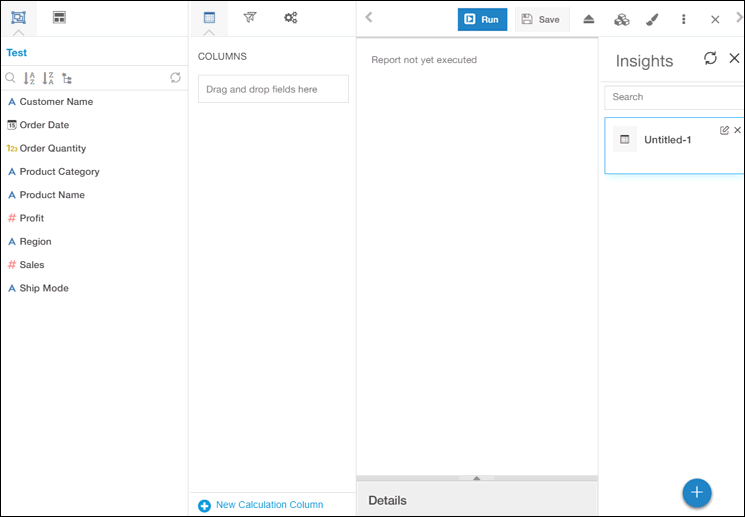 Run
Save
Test
COLUMNS
Report not yet executed
Insights
A
Z
Z
A
Drag and drop fields here
Search
A Customer Name
15 Order Date
123 Order Quantity
A Product Category
A Product Name
# Profit
A Region
# Sales
A Ship Mode
Untitled-1
New Calculation Column
Details